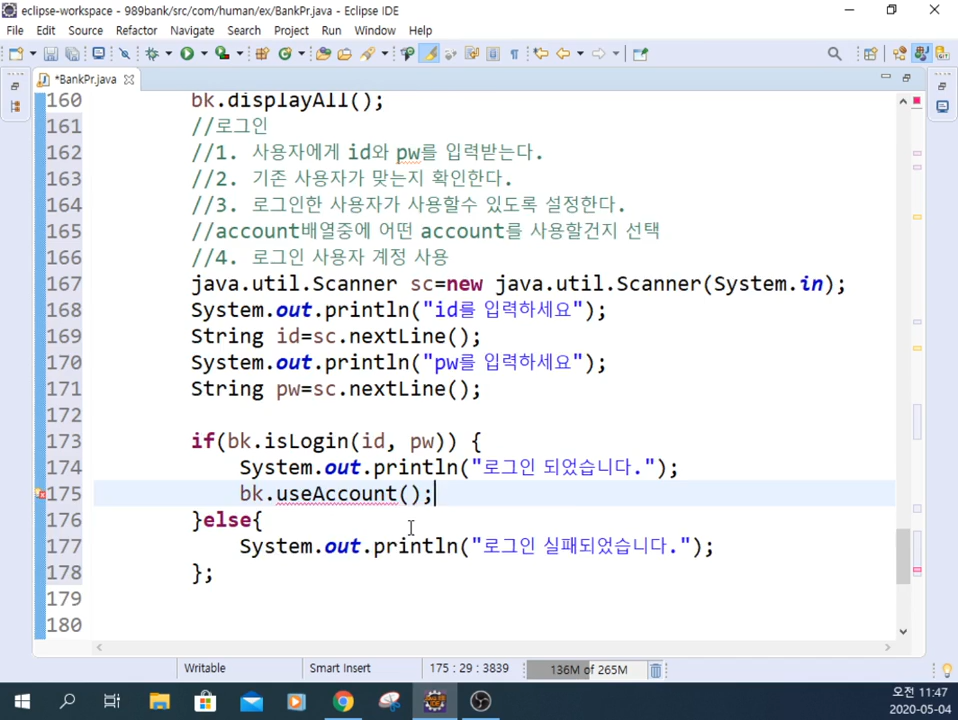 eclipse-workspace - 989bank/src/com/human/ex/BankPr.java - Eclipse IDE
File Edit Source Refactor Navigate Search Project Run Window Help
*BankPr.java
160 bk.displayAll();
161 //로그인
162 //1. 사용자에게 id와 pw를 입력받는다.
163 //2. 기존 사용자가 맞는지 확인한다.
164 //3. 로그인한 사용자가 사용할수 있도록 설정한다.
165 //account배열중에 어떤 account를 사용할건지 선택
166 //4. 로그인 사용자 계정 사용
167 java.util.Scanner sc=new java.util.Scanner(System.in);
168 System.out.println("id를 입력하세요");
169 String id=sc.nextLine();
170 System.out.println("pw를 입력하세요");
171 String pw=sc.nextLine();
172
173 if(bk.isLogin(id, pw)) {
174 System.out.println("로그인 되었습니다.");
175 bk.useAccount();
176 }else{
177 System.out.println("로그인 실패되었습니다.");
178 };
179
180
Writable Smart Insert 175 : 29 : 3839 136M of 265M
오전 11:47
2020-05-04